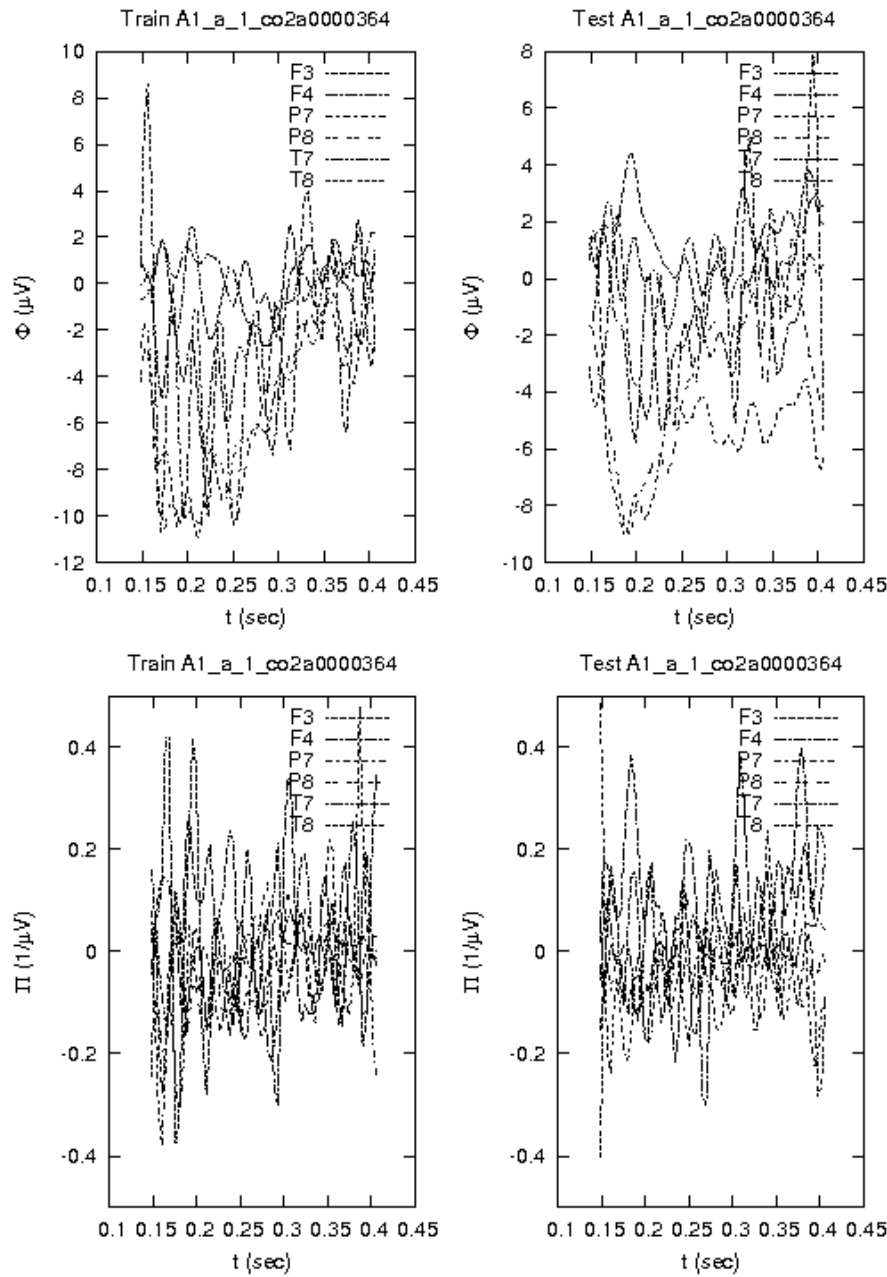 Train A1_a_1_co2a0000364
10
8
6
4
2
0
-2
-4
-6
-8
-10
-12
Φ (μV)
F3
F4
P7
P8
T7
T8
0.1 0.15 0.2 0.25 0.3 0.35 0.4 0.45
t (sec)
Test A1_a_1_co2a0000364
8
6
4
2
0
-2
-4
-6
-8
-10
Φ (μV)
F3
F4
P7
P8
T7
T8
0.1 0.15 0.2 0.25 0.3 0.35 0.4 0.45
t (sec)
Train A1_a_1_co2a0000364
0.4
0.2
0
-0.2
-0.4
Π (1/μV)
F3
F4
P7
P8
T7
T8
0.1 0.15 0.2 0.25 0.3 0.35 0.4 0.45
t (sec)
Test A1_a_1_co2a0000364
0.4
0.2
0
-0.2
-0.4
Π (1/μV)
F3
F4
P7
P8
T7
T8
0.1 0.15 0.2 0.25 0.3 0.35 0.4 0.45
t (sec)